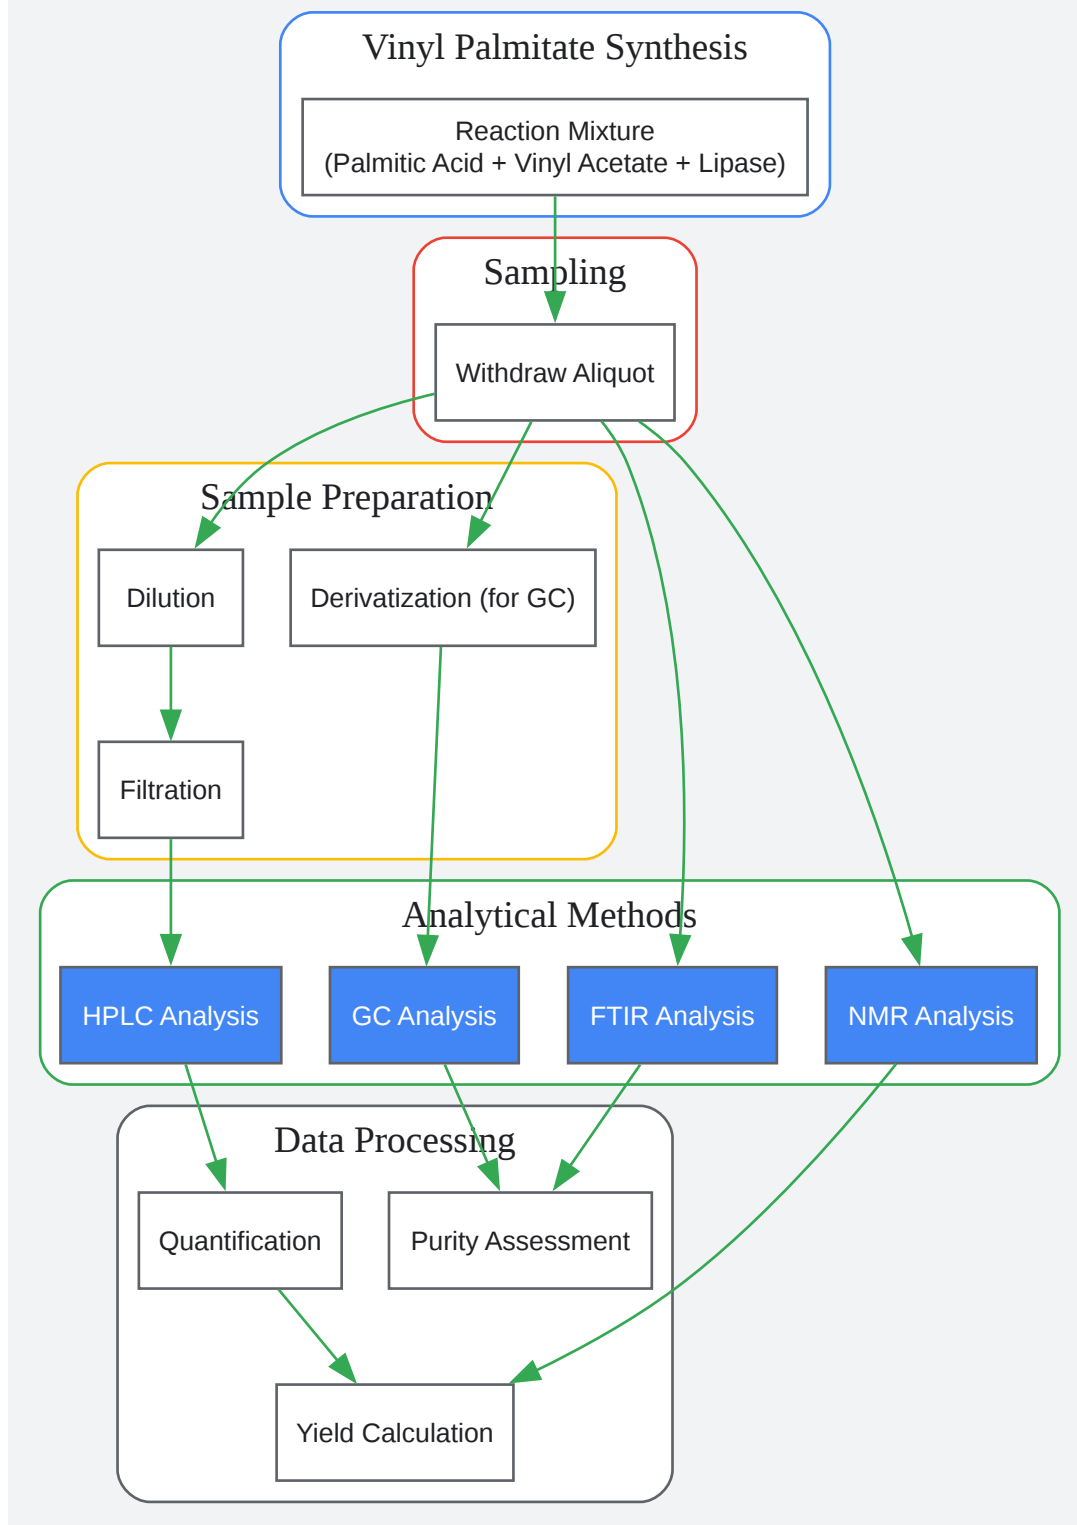 Vinyl Palmitate Synthesis
Reaction Mixture
(Palmitic Acid + Vinyl Acetate + Lipase)
Sampling
Withdraw Aliquot
Sample Preparation
Dilution
Derivatization (for GC)
Filtration
Analytical Methods
HPLC Analysis
GC Analysis
FTIR Analysis
NMR Analysis
Data Processing
Quantification
Purity Assessment
Yield Calculation